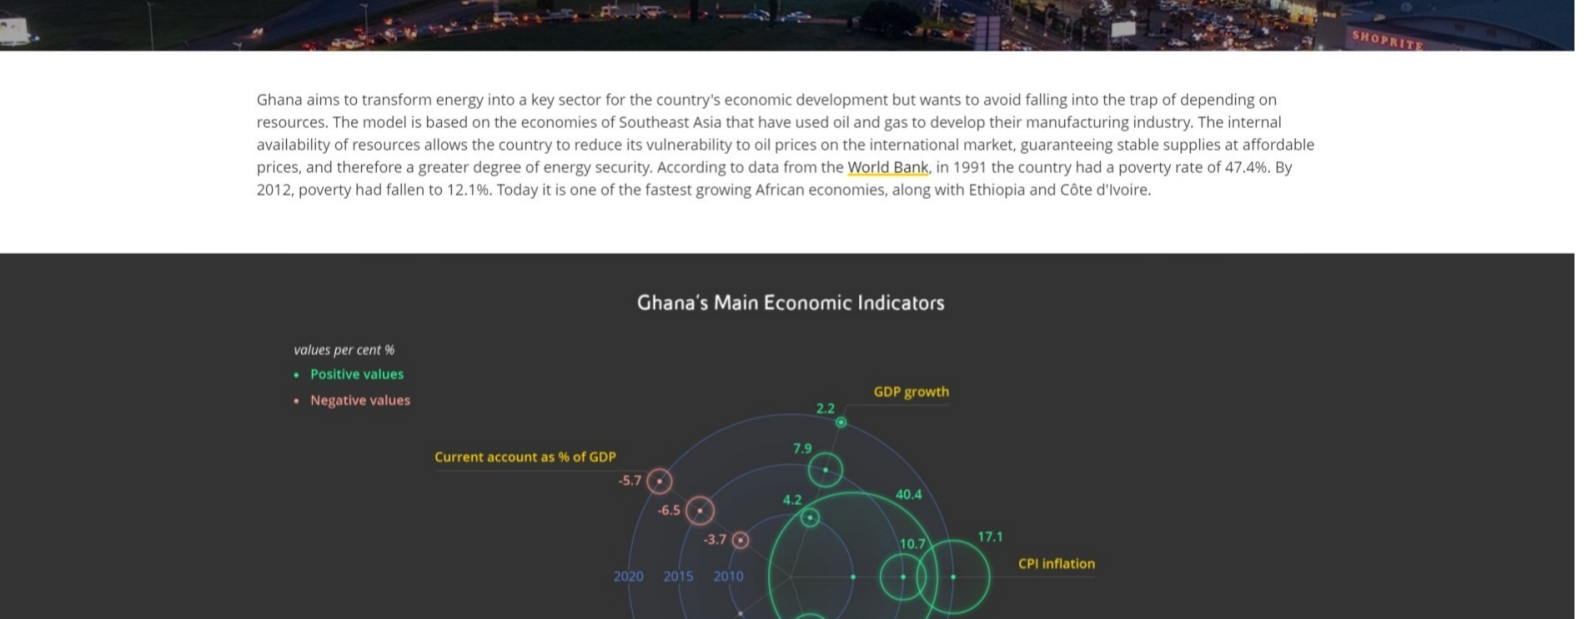 SHOPRITE
Ghana aims to transform energy into a key sector for the country's economic development but wants to avoid falling into the trap of depending on
resources. The model is based on the economies of Southeast Asia that have used oil and gas to develop their manufacturing industry. The internal
availability of resources allows the country to reduce its vulnerability to oil prices on the international market, guaranteeing stable supplies at affordable
prices, and therefore a greater degree of energy security. According to data from the World Bank, in 1991 the country had a poverty rate of 47.4%. By
2012, poverty had fallen to 12.1%. Today it is one of the fastest growing African economies, along with Ethiopia and Côte d'Ivoire.
Ghana's Main Economic Indicators
values per cent %
Positive values
Negative values
GDP growth
2.2
7.9
Current account as % of GDP
-5.7
4.2
40.4
-6.5
-3.7
10.7
17.1
CPI inflation
2020 2015 2010